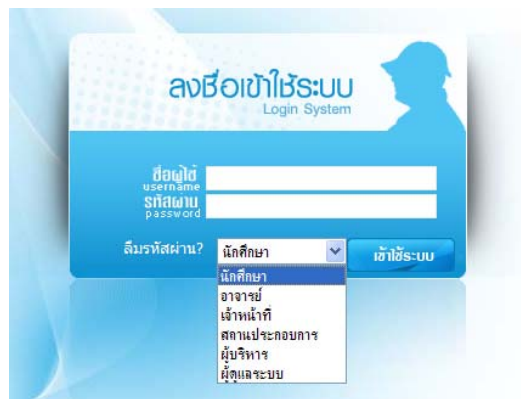 ลงชื่อเข้าใช้ระบบ
Login System
ชื่อผู้ใช้
username
รหัสผ่าน
password
ลืมรหัสผ่าน? นักศึกษา เข้าใช้ระบบ
นักศึกษา
อาจารย์
เจ้าหน้าที่
สถานประกอบการ
ผู้บริหาร
ผู้ดูแลระบบ